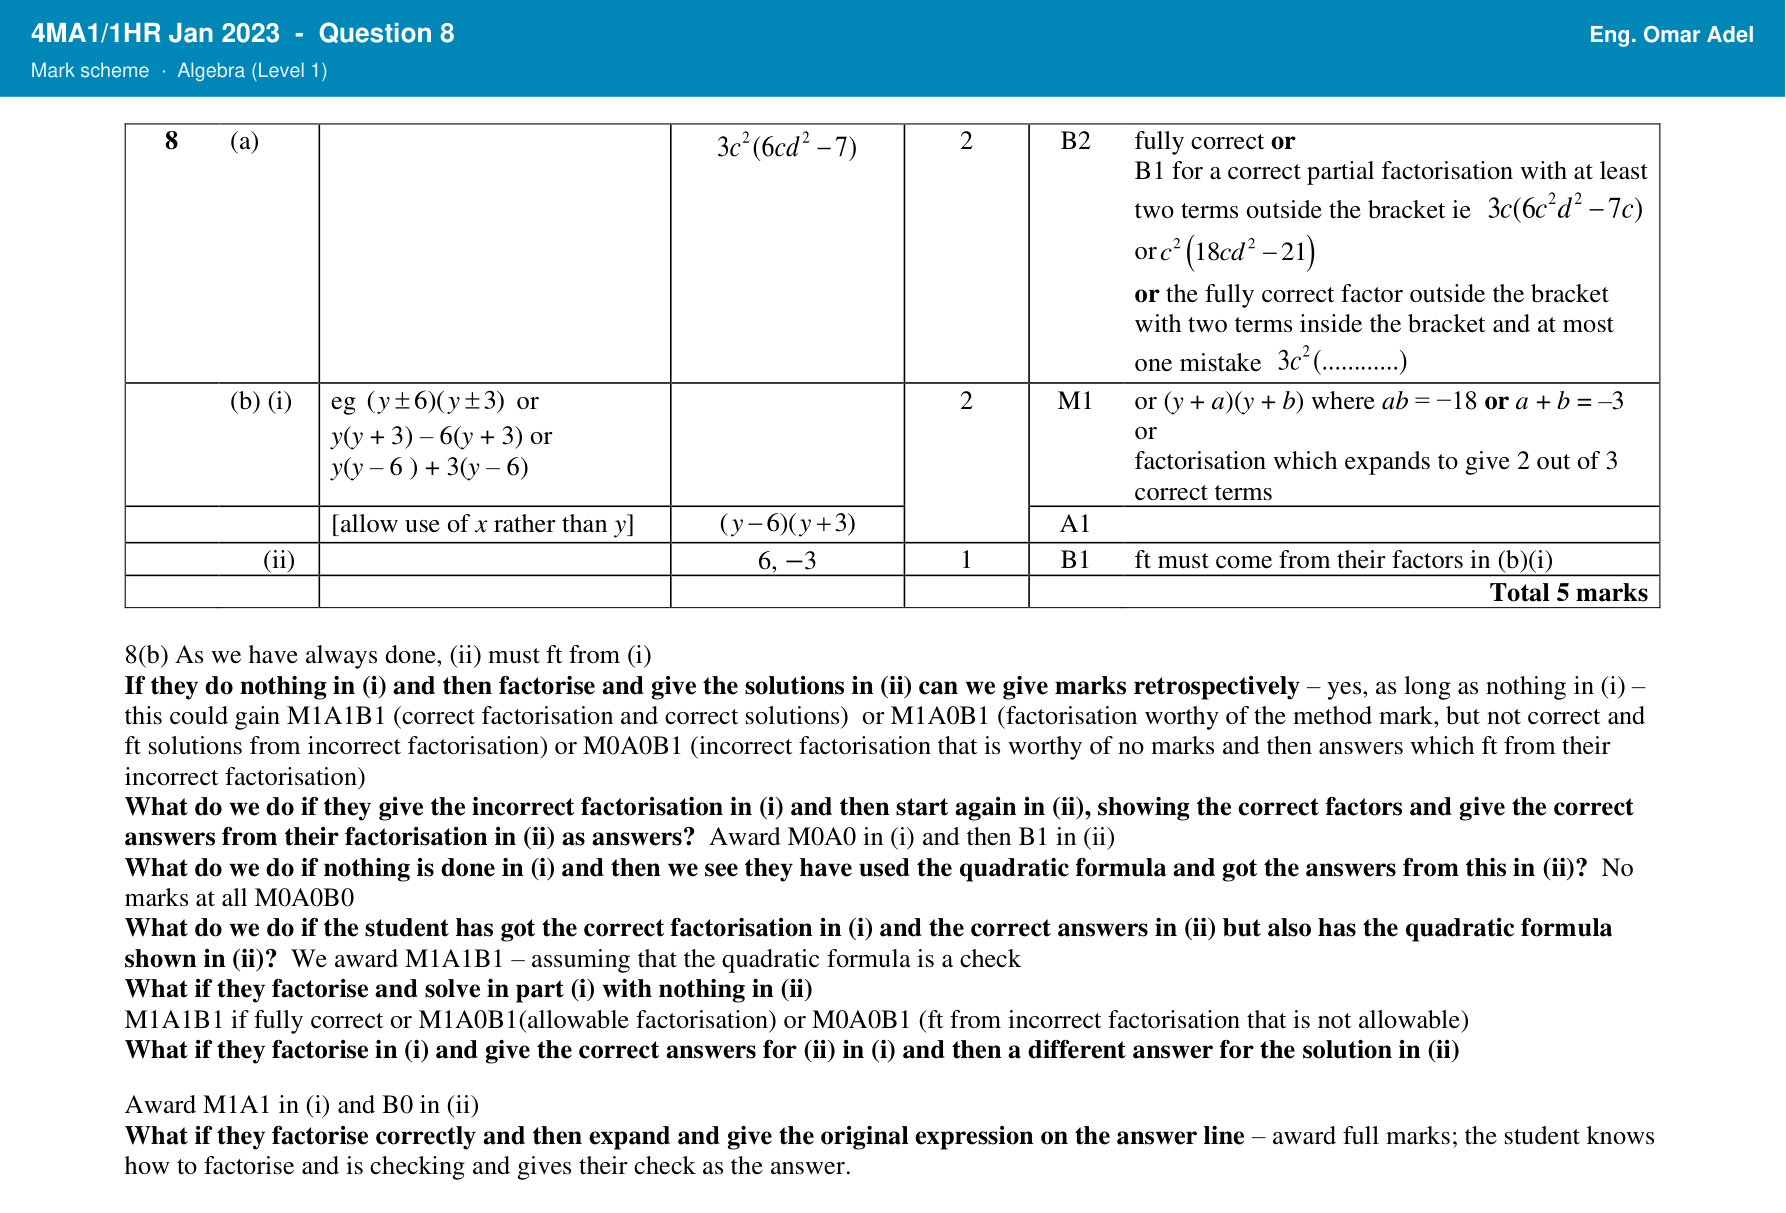 4MA1/1HR Jan 2023 - Question 8
Eng. Omar Adel
Mark scheme · Algebra (Level 1)
8 (a) 3c²(6cd² – 7) 2 B2 fully correct or
B1 for a correct partial factorisation with at least
two terms outside the bracket ie 3c(6c²d² – 7c)
or c²(18cd² – 21)
or the fully correct factor outside the bracket
with two terms inside the bracket and at most
one mistake 3c²(............)
(b) (i) eg (y ± 6)(y ± 3) or 2 M1 or (y + a)(y + b) where ab = −18 or a + b = –3
y(y + 3) – 6(y + 3) or or
y(y – 6 ) + 3(y – 6) factorisation which expands to give 2 out of 3
correct terms
[allow use of x rather than y] (y – 6)(y + 3) A1
(ii) 6, −3 1 B1 ft must come from their factors in (b)(i)
Total 5 marks
8(b) As we have always done, (ii) must ft from (i)
If they do nothing in (i) and then factorise and give the solutions in (ii) can we give marks retrospectively – yes, as long as nothing in (i) –
this could gain M1A1B1 (correct factorisation and correct solutions) or M1A0B1 (factorisation worthy of the method mark, but not correct and
ft solutions from incorrect factorisation) or M0A0B1 (incorrect factorisation that is worthy of no marks and then answers which ft from their
incorrect factorisation)
What do we do if they give the incorrect factorisation in (i) and then start again in (ii), showing the correct factors and give the correct
answers from their factorisation in (ii) as answers? Award M0A0 in (i) and then B1 in (ii)
What do we do if nothing is done in (i) and then we see they have used the quadratic formula and got the answers from this in (ii)? No
marks at all M0A0B0
What do we do if the student has got the correct factorisation in (i) and the correct answers in (ii) but also has the quadratic formula
shown in (ii)? We award M1A1B1 – assuming that the quadratic formula is a check
What if they factorise and solve in part (i) with nothing in (ii)
M1A1B1 if fully correct or M1A0B1(allowable factorisation) or M0A0B1 (ft from incorrect factorisation that is not allowable)
What if they factorise in (i) and give the correct answers for (ii) in (i) and then a different answer for the solution in (ii)
Award M1A1 in (i) and B0 in (ii)
What if they factorise correctly and then expand and give the original expression on the answer line – award full marks; the student knows
how to factorise and is checking and gives their check as the answer.